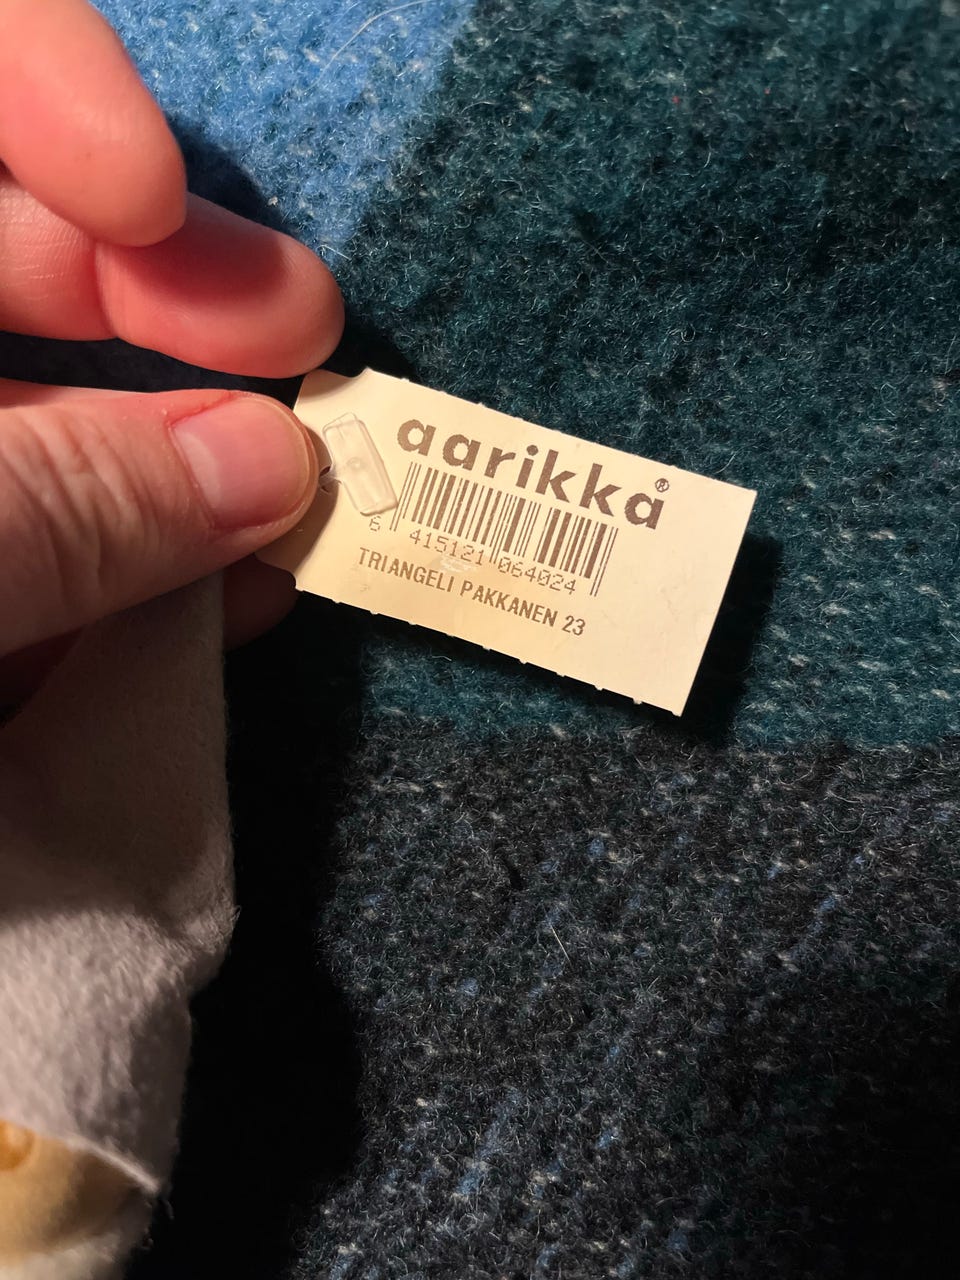 aarikka®
6 415121 064024
TRIANGELI PAKKANEN 23